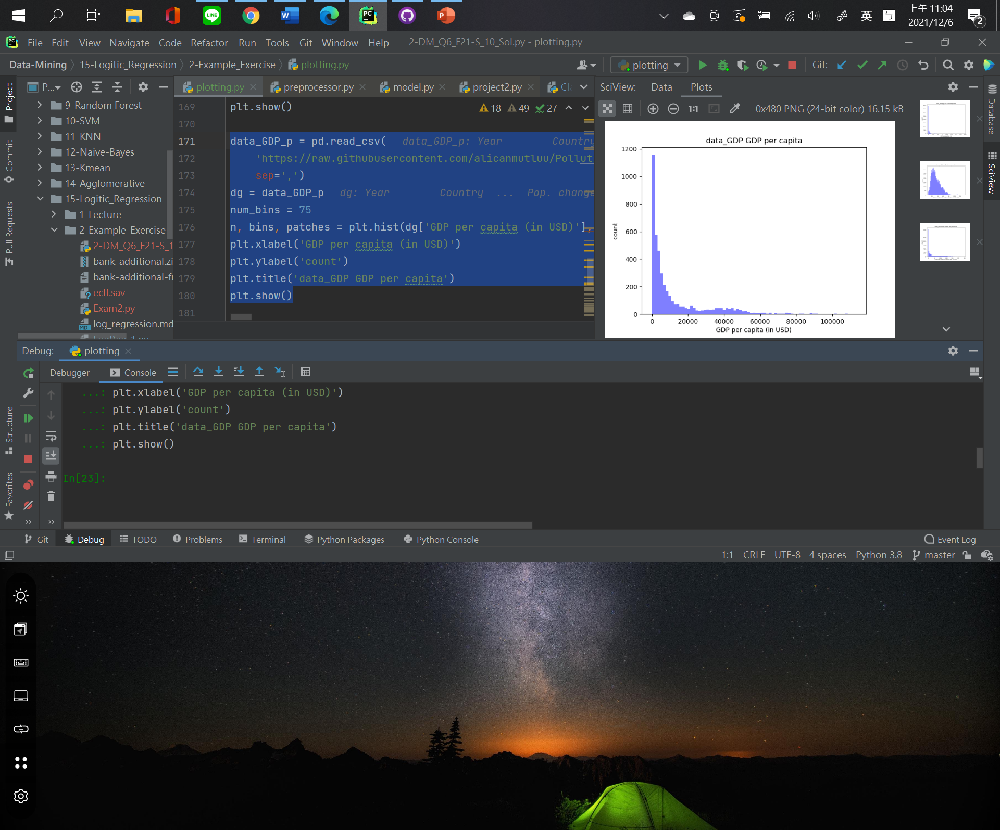 上午 11:04
2021/12/6
英
2
File Edit View Navigate Code Refactor Run Tools Git Window Help 2-DM_Q6_F21-S_10_Sol.py - plotting.py
Data-Mining 15-Logitic_Regression 2-Example_Exercise plotting.py
plotting
Git:
P...
plotting.py preprocessor.py model.py project2.py
SciView: Data Plots
0x480 PNG (24-bit color) 16.15 kB
Project
Commit
Pull Requests
Structure
Favorites
Database
SciView
9-Random Forest
10-SVM
11-KNN
12-Naive-Bayes
13-Kmean
14-Agglomerative
15-Logitic_Regression
1-Lecture
2-Example_Exercise
2-DM_Q6_F21-S_1
bank-additional.zi
bank-additional-fu
eclf.sav
Exam2.py
log_regression.md
18 49 27
169 plt.show()
170
171 data_GDP_p = pd.read_csv( data_GDP_p: Year Country
172 'https://raw.githubusercontent.com/alicanmutluu/Pollut
173 sep=',')
174 dg = data_GDP_p dg: Year Country ... Pop. change
175 num_bins = 75
176 n, bins, patches = plt.hist(dg['GDP per capita (in USD)'],
177 plt.xlabel('GDP per capita (in USD)')
178 plt.ylabel('count')
179 plt.title('data_GDP GDP per capita')
180 plt.show()
181
data_GDP GDP per capita
1200
1000
800
600
400
200
0
count
0 20000 40000 60000 80000 100000
GDP per capita (in USD)
Debug: plotting
Debugger Console
...: plt.xlabel('GDP per capita (in USD)')
...: plt.ylabel('count')
...: plt.title('data_GDP GDP per capita')
...: plt.show()
In[23]:
Git Debug TODO Problems Terminal Python Packages Python Console Event Log
1:1 CRLF UTF-8 4 spaces Python 3.8 master